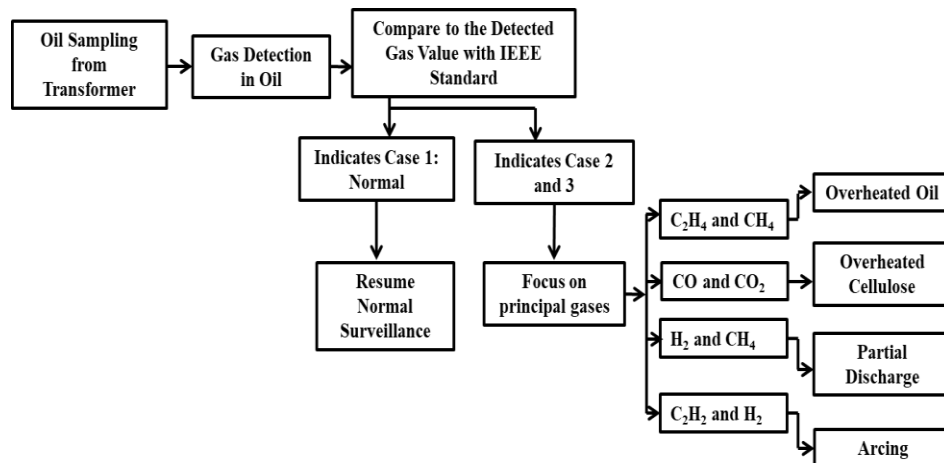 Oil Sampling
from
Transformer
Gas Detection
in Oil
Compare to the Detected
Gas Value with IEEE
Standard
Indicates Case 1:
Normal
Indicates Case 2
and 3
Resume
Normal
Surveillance
Focus on
principal gases
C₂H₄ and CH₄
CO and CO₂
H₂ and CH₄
C₂H₂ and H₂
Overheated Oil
Overheated
Cellulose
Partial
Discharge
Arcing